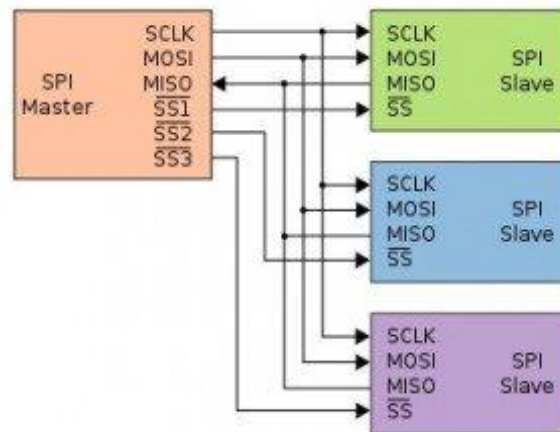 SPI
Master
SCLK
MOSI
MISO
SS1
SS2
SS3
SCLK
MOSI
MISO
SS
SPI
Slave
SCLK
MOSI
MISO
SS
SPI
Slave
SCLK
MOSI
MISO
SS
SPI
Slave